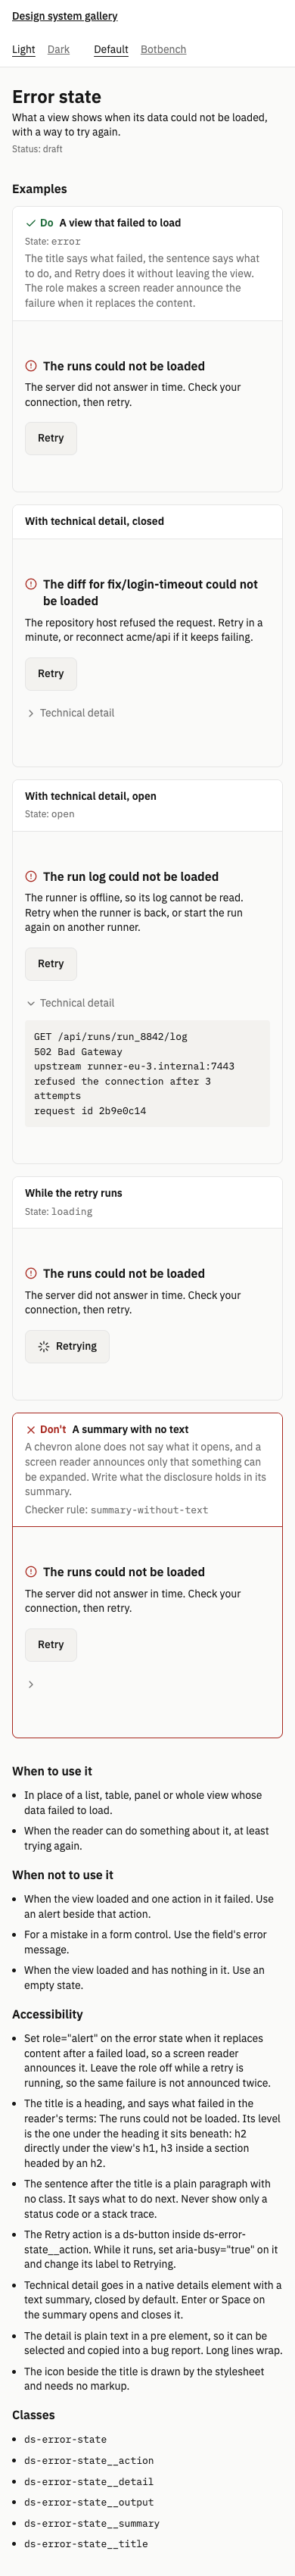 Design system gallery
Light Dark Default Botbench
Error state
What a view shows when its data could not be loaded,
with a way to try again.
Status: draft
Examples
Do A view that failed to load
State: error
The title says what failed, the sentence says what
to do, and Retry does it without leaving the view.
The role makes a screen reader announce the
failure when it replaces the content.
The runs could not be loaded
The server did not answer in time. Check your
connection, then retry.
Retry
With technical detail, closed
The diff for fix/login-timeout could not
be loaded
The repository host refused the request. Retry in a
minute, or reconnect acme/api if it keeps failing.
Retry
Technical detail
With technical detail, open
State: open
The run log could not be loaded
The runner is offline, so its log cannot be read.
Retry when the runner is back, or start the run
again on another runner.
Retry
Technical detail
GET /api/runs/run_8842/log
502 Bad Gateway
upstream runner-eu-3.internal:7443
refused the connection after 3
attempts
request id 2b9e0c14
While the retry runs
State: loading
The runs could not be loaded
The server did not answer in time. Check your
connection, then retry.
Retrying
Don't A summary with no text
A chevron alone does not say what it opens, and a
screen reader announces only that something can
be expanded. Write what the disclosure holds in its
summary.
Checker rule: summary-without-text
The runs could not be loaded
The server did not answer in time. Check your
connection, then retry.
Retry
When to use it
• In place of a list, table, panel or whole view whose
data failed to load.
• When the reader can do something about it, at least
trying again.
When not to use it
• When the view loaded and one action in it failed. Use
an alert beside that action.
• For a mistake in a form control. Use the field's error
message.
• When the view loaded and has nothing in it. Use an
empty state.
Accessibility
• Set role="alert" on the error state when it replaces
content after a failed load, so a screen reader
announces it. Leave the role off while a retry is
running, so the same failure is not announced twice.
• The title is a heading, and says what failed in the
reader's terms: The runs could not be loaded. Its level
is the one under the heading it sits beneath: h2
directly under the view's h1, h3 inside a section
headed by an h2.
• The sentence after the title is a plain paragraph with
no class. It says what to do next. Never show only a
status code or a stack trace.
• The Retry action is a ds-button inside ds-error-
state__action. While it runs, set aria-busy="true" on it
and change its label to Retrying.
• Technical detail goes in a native details element with a
text summary, closed by default. Enter or Space on
the summary opens and closes it.
• The detail is plain text in a pre element, so it can be
selected and copied into a bug report. Long lines wrap.
• The icon beside the title is drawn by the stylesheet
and needs no markup.
Classes
• ds-error-state
• ds-error-state__action
• ds-error-state__detail
• ds-error-state__output
• ds-error-state__summary
• ds-error-state__title